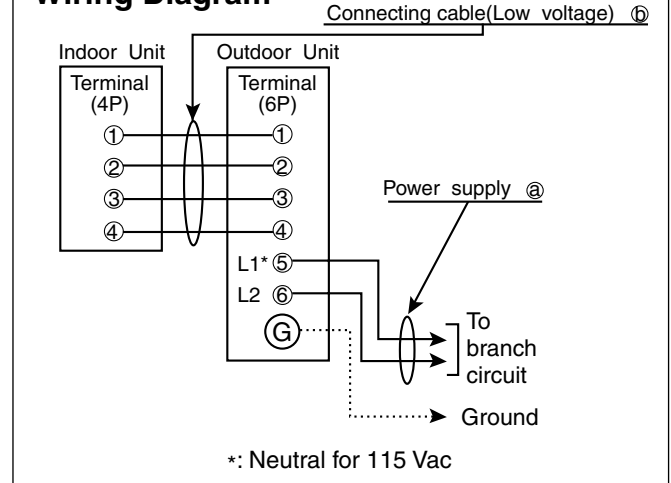 Wiring Diagram
Connecting cable(Low voltage) ⓑ
Indoor Unit
Outdoor Unit
Terminal
(4P)
Terminal
(6P)
① ①
② ②
③ ③
④ ④
L1* ⑤
L2 ⑥
G
Power supply ⓐ
To
branch
circuit
Ground
*: Neutral for 115 Vac